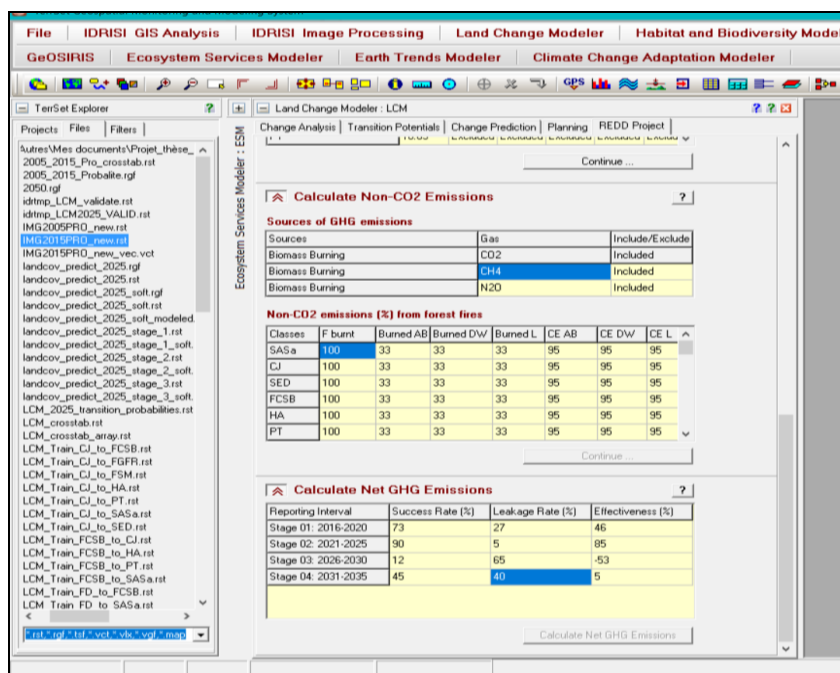 File IDRISI GIS Analysis IDRISI Image Processing Land Change Modeler Habitat and Biodiversity Mode
GeOSIRIS Ecosystem Services Modeler Earth Trends Modeler Climate Change Adaptation Modeler
GPS
TerrSet Explorer ?
Projects Files Filters
Autres\Mes documents\Projet_thèse_
2005_2015_Pro_crosstab.rst
2005_2015_Probalite.rgf
2050.rgf
idrtmp_LCM_validate.rst
idrtmp_LCM2025_VALID.rst
IMG2005PRO_new.rst
IMG2015PRO_new.rst
IMG2015PRO_new_vec.vct
landcov_predict_2025.rgf
landcov_predict_2025.rst
landcov_predict_2025_soft.rgf
landcov_predict_2025_soft.rst
landcov_predict_2025_soft_modeled.
landcov_predict_2025_stage_1.rst
landcov_predict_2025_stage_1_soft.
landcov_predict_2025_stage_2.rst
landcov_predict_2025_stage_2_soft.
landcov_predict_2025_stage_3.rst
landcov_predict_2025_stage_3_soft.
LCM_2025_transition_probabilities.rst
LCM_crosstab.rst
LCM_crosstab_array.rst
LCM_Train_CJ_to_FCSB.rst
LCM_Train_CJ_to_FGFR.rst
LCM_Train_CJ_to_FSM.rst
LCM_Train_CJ_to_HA.rst
LCM_Train_CJ_to_PT.rst
LCM_Train_CJ_to_SASa.rst
LCM_Train_CJ_to_SED.rst
LCM_Train_FCSB_to_CJ.rst
LCM_Train_FCSB_to_HA.rst
LCM_Train_FCSB_to_PT.rst
LCM_Train_FCSB_to_SASa.rst
LCM_Train_FD_to_FCSB.rst
LCM_Train_FD_to_SASa.rst
*.rst,*.rgf,*.tsf,*.vct,*.vlx,*.vgf,*.map
Ecosystem Services Modeler : ESM
Land Change Modeler : LCM ? ?
Change Analysis Transition Potentials Change Prediction Planning REDD Project
Continue ...
Calculate Non-CO2 Emissions ?
Sources of GHG emissions
Sources Gas Include/Exclude
Biomass Burning CO2 Included
Biomass Burning CH4 Included
Biomass Burning N2O Included
Non-CO2 emissions (%) from forest fires
Classes F burnt Burned AB Burned DW Burned L CE AB CE DW CE L
SASa 100 33 33 33 95 95 95
CJ 100 33 33 33 95 95 95
SED 100 33 33 33 95 95 95
FCSB 100 33 33 33 95 95 95
HA 100 33 33 33 95 95 95
PT 100 33 33 33 95 95 95
Continue ...
Calculate Net GHG Emissions ?
Reporting Interval Success Rate (%) Leakage Rate (%) Effectiveness (%)
Stage 01: 2016-2020 73 27 46
Stage 02: 2021-2025 90 5 85
Stage 03: 2026-2030 12 65 -53
Stage 04: 2031-2035 45 40 5
Calculate Net GHG Emissions